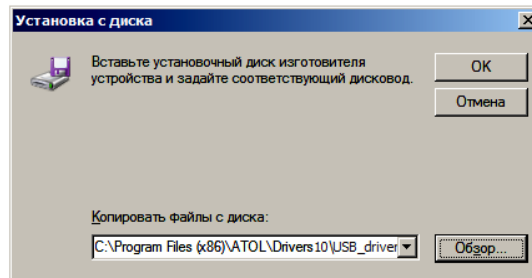 Установка с диска
Вставьте установочный диск изготовителя
устройства и задайте соответствующий дисковод.
OK
Отмена
Копировать файлы с диска:
C:\Program Files (x86)\ATOL\Drivers10\USB_driver
Обзор...